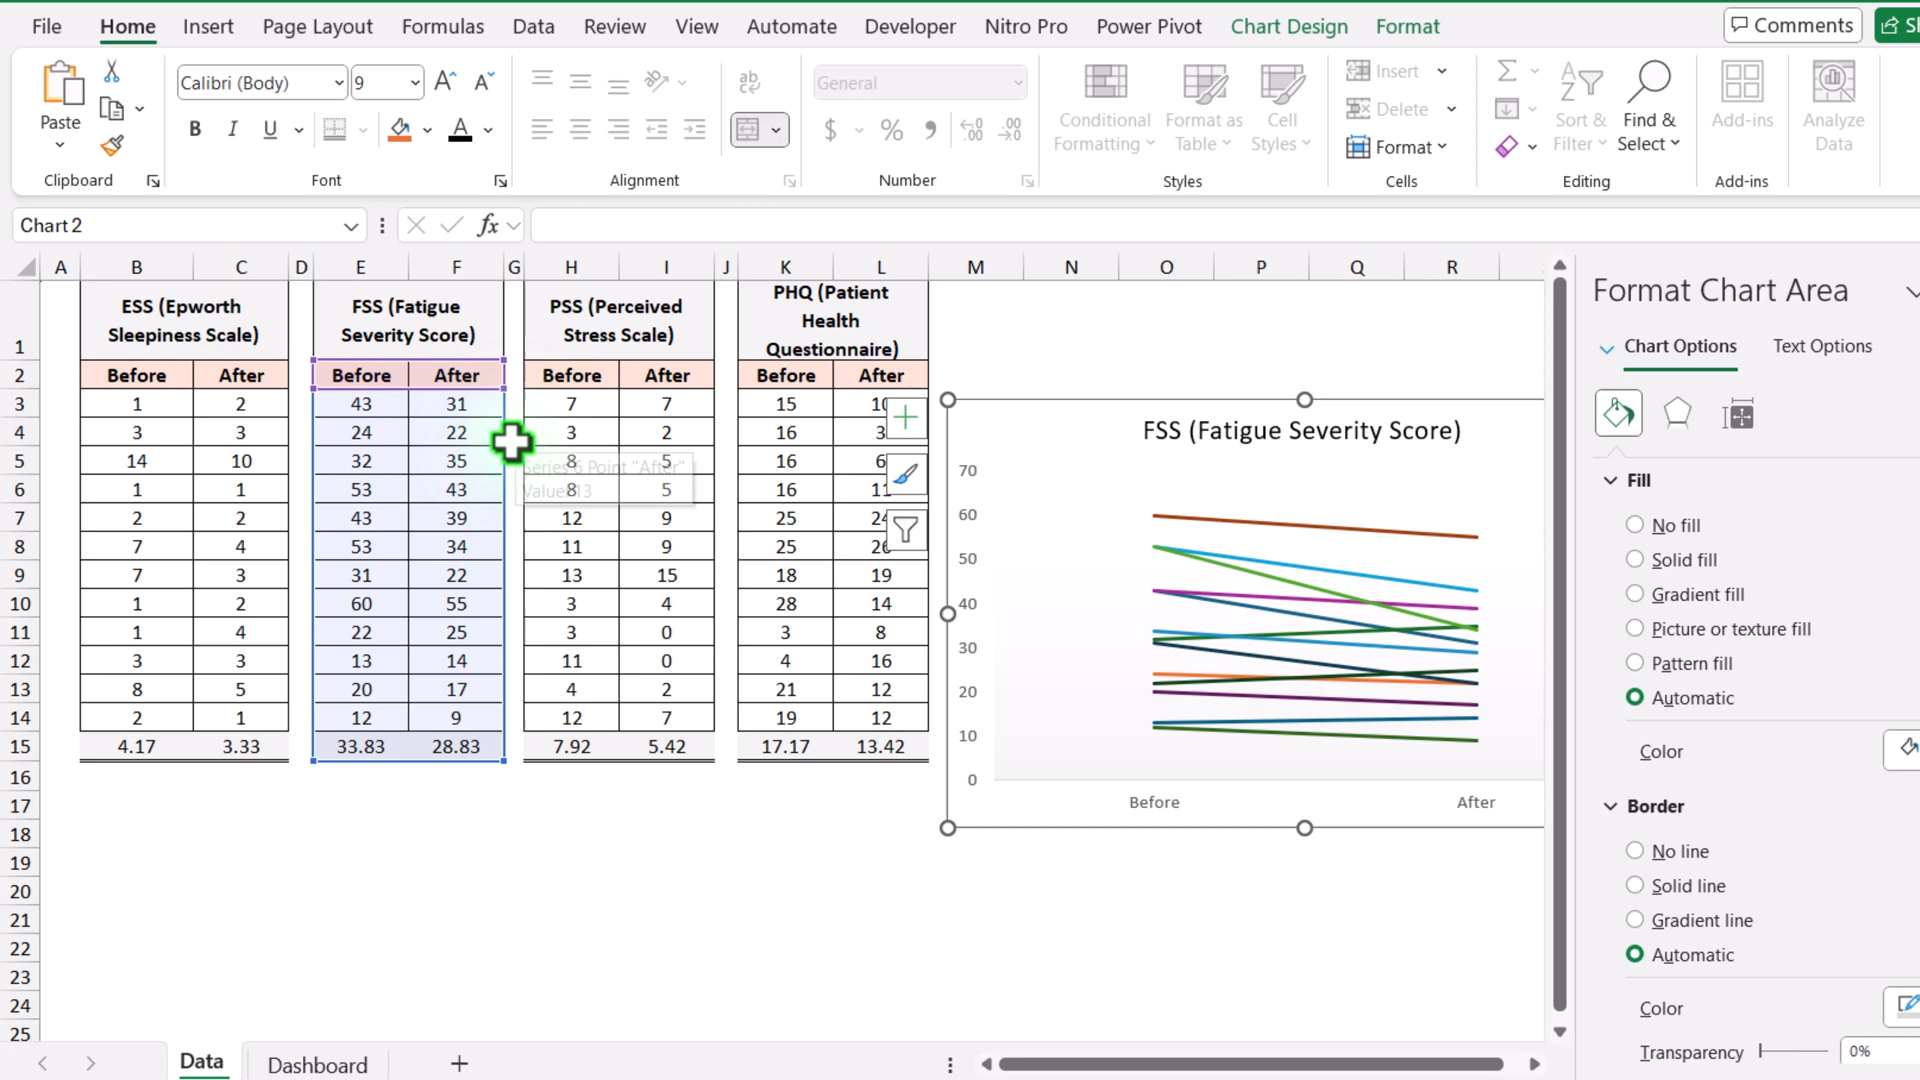 File Home Insert Page Layout Formulas Data Review View Automate Developer Nitro Pro Power Pivot Chart Design Format Comments
Calibri (Body) 9 A A General Insert
Paste B I U A ab $ % 9 .00 Conditional Formatting Format as Table Cell Styles Delete Format Sort & Filter Find & Select Add-ins Analyze Data
Clipboard Font Alignment Number Styles Cells Editing Add-ins
Chart 2 fx
A B C D E F G H I J K L M N O P Q R
1 ESS (Epworth Sleepiness Scale) FSS (Fatigue Severity Score) PSS (Perceived Stress Scale) PHQ (Patient Health Questionnaire)
2 Before After Before After Before After Before After
3 1 2 43 31 7 7 15
4 3 3 24 22 3 2 16
5 14 10 32 35 8 5 16
6 1 1 53 43 8 5 16
7 2 2 43 39 12 9 25
8 7 4 53 34 11 9 25
9 7 3 31 22 13 15 18 19
10 1 2 60 55 3 4 28 14
11 1 4 22 25 3 0 3 8
12 3 3 13 14 11 0 4 16
13 8 5 20 17 4 2 21 12
14 2 1 12 9 12 7 19 12
15 4.17 3.33 33.83 28.83 7.92 5.42 17.17 13.42
16
17
18
19
20
21
22
23
24
25
Series 6 Point "After"
FSS (Fatigue Severity Score)
70
60
50
40
30
20
10
0
Before After
Format Chart Area
Chart Options Text Options
Fill
No fill
Solid fill
Gradient fill
Picture or texture fill
Pattern fill
Automatic
Color
Border
No line
Solid line
Gradient line
Automatic
Color
Transparency 0%
Data Dashboard